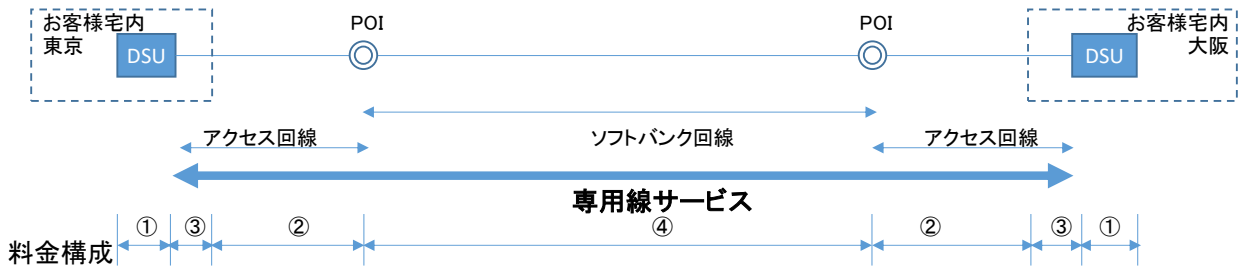 お客様宅内
東京
DSU
POI
POI
お客様宅内
大阪
DSU
アクセス回線
ソフトバンク回線
アクセス回線
専用線サービス
料金構成
① ③ ② ④ ② ③ ①